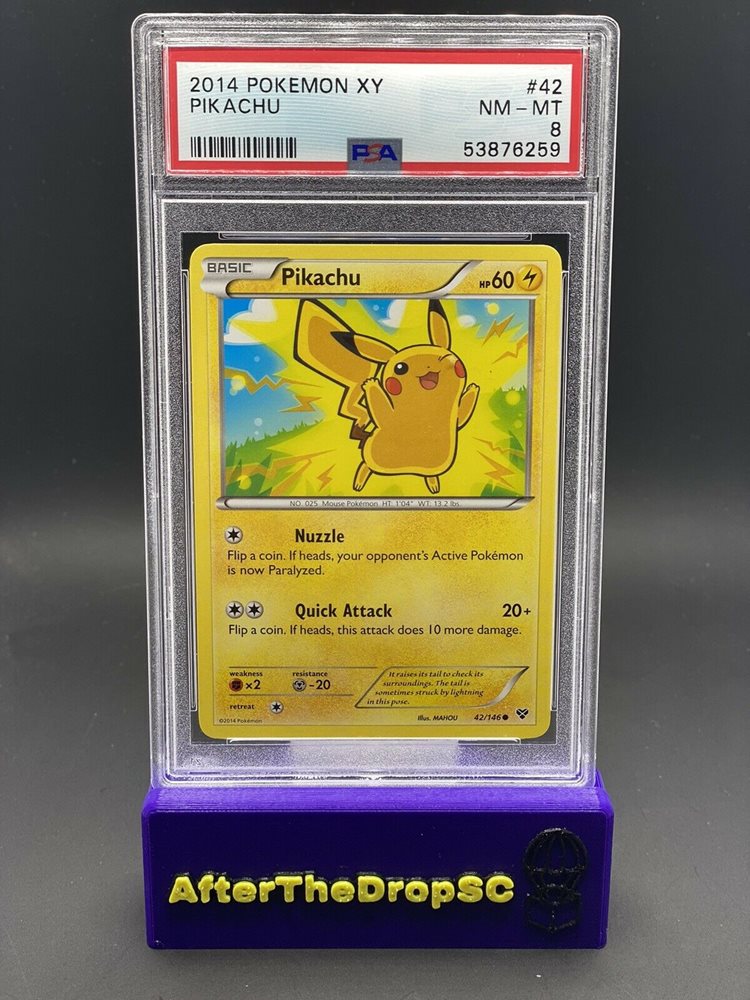 2014 POKEMON XY #42
PIKACHU NM - MT
8
PSA 53876259
BASIC Pikachu HP60
NO. 025 Mouse Pokémon HT: 1'04" WT: 13.2 lbs.
Nuzzle
Flip a coin. If heads, your opponent's Active Pokémon
is now Paralyzed.
Quick Attack 20+
Flip a coin. If heads, this attack does 10 more damage.
weakness resistance
×2 -20
retreat
It raises its tail to check its
surroundings. The tail is
sometimes struck by lightning
in this pose.
©2014 Pokémon Illus. MAHOU 42/146
AfterTheDropSC